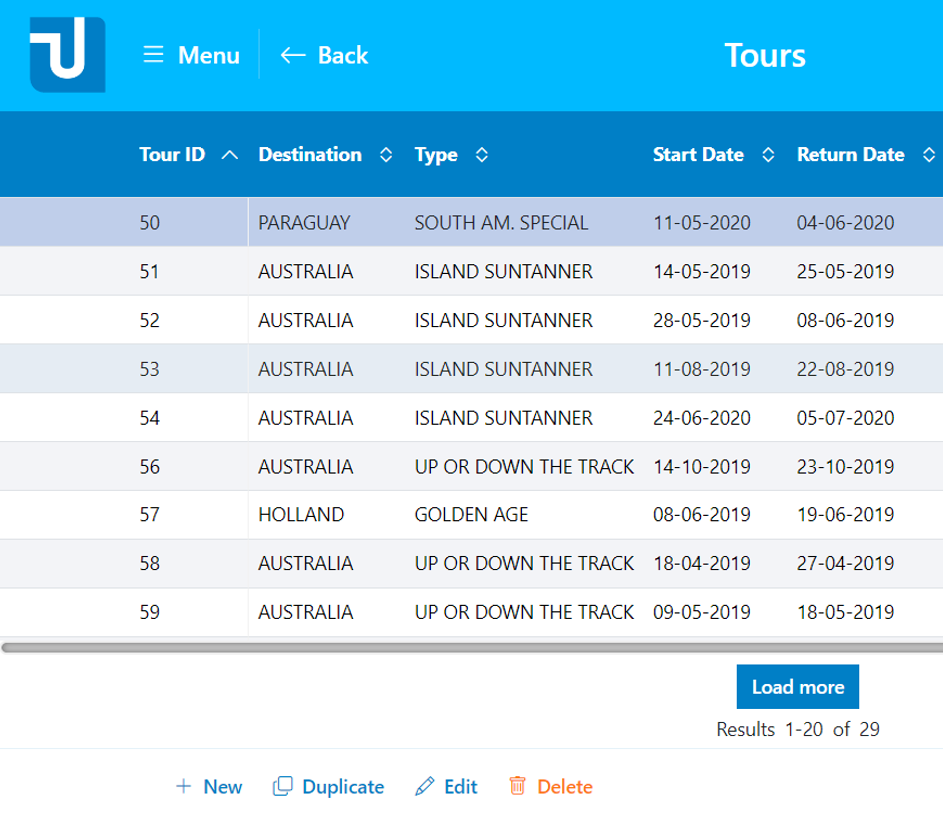 Menu Back Tours
Tour ID Destination Type Start Date Return Date
50 PARAGUAY SOUTH AM. SPECIAL 11-05-2020 04-06-2020
51 AUSTRALIA ISLAND SUNTANNER 14-05-2019 25-05-2019
52 AUSTRALIA ISLAND SUNTANNER 28-05-2019 08-06-2019
53 AUSTRALIA ISLAND SUNTANNER 11-08-2019 22-08-2019
54 AUSTRALIA ISLAND SUNTANNER 24-06-2020 05-07-2020
56 AUSTRALIA UP OR DOWN THE TRACK 14-10-2019 23-10-2019
57 HOLLAND GOLDEN AGE 08-06-2019 19-06-2019
58 AUSTRALIA UP OR DOWN THE TRACK 18-04-2019 27-04-2019
59 AUSTRALIA UP OR DOWN THE TRACK 09-05-2019 18-05-2019
Load more
Results 1-20 of 29
New Duplicate Edit Delete